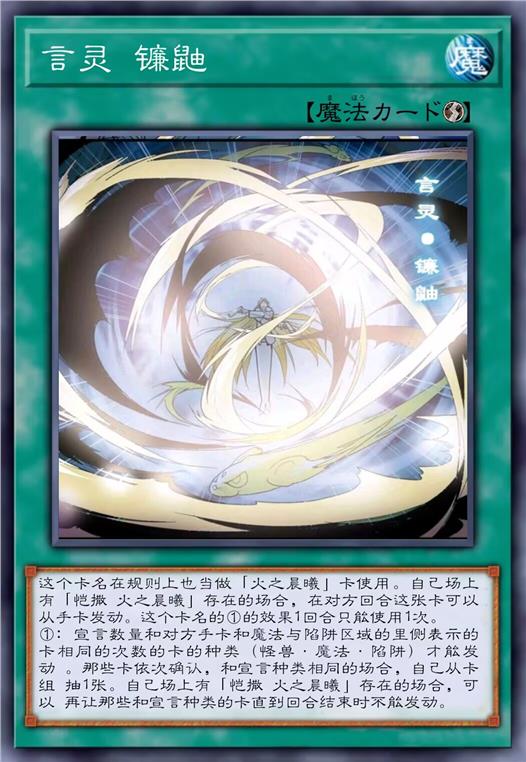 言灵 镰鼬
魔
【魔法カード】
まほう
言灵·镰鼬
这个卡名在规则上也当做「火之晨曦」卡使用。自己场上
有「恺撒 火之晨曦」存在的场合，在对方回合这张卡可以
从手卡发动。这个卡名的①的效果1回合只能使用1次。
①：宣言数量和对方手卡和魔法与陷阱区域的里侧表示的
卡相同的次数的卡的种类（怪兽·魔法·陷阱）才能发
动 。那些卡依次确认，和宣言种类相同的场合，自己从卡
组 抽1张。自己场上有「恺撒 火之晨曦」存在的场合，可
以 再让那些和宣言种类的卡直到回合结束时不能发动。